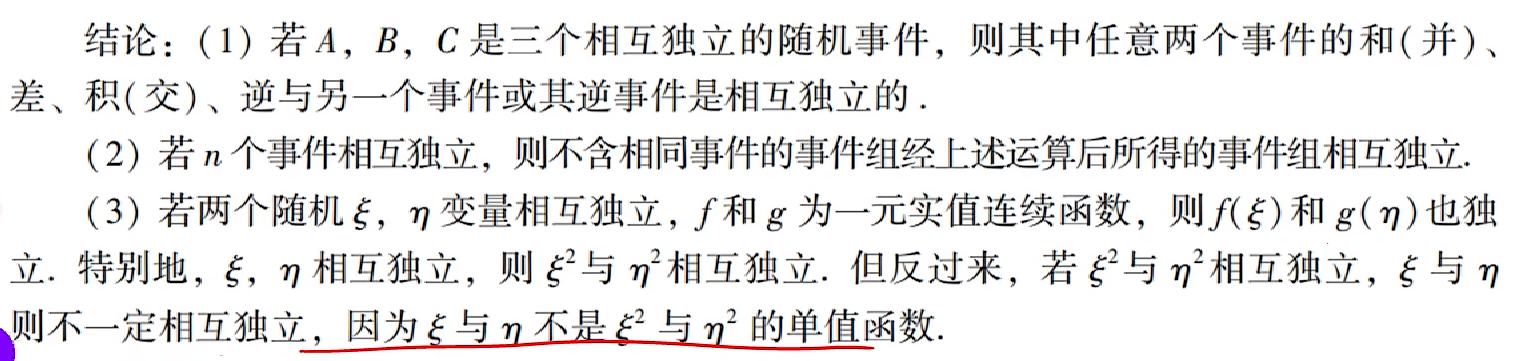 结论：(1) 若 A，B，C 是三个相互独立的随机事件，则其中任意两个事件的和(并)、
差、积(交)、逆与另一个事件或其逆事件是相互独立的．
(2) 若 n 个事件相互独立，则不含相同事件的事件组经上述运算后所得的事件组相互独立.
(3) 若两个随机 ξ，η 变量相互独立，f 和 g 为一元实值连续函数，则 f(ξ) 和 g(η) 也独
立. 特别地，ξ，η 相互独立，则 ξ² 与 η² 相互独立. 但反过来，若 ξ² 与 η² 相互独立，ξ 与 η
则不一定相互独立，因为 ξ 与 η 不是 ξ² 与 η² 的单值函数.